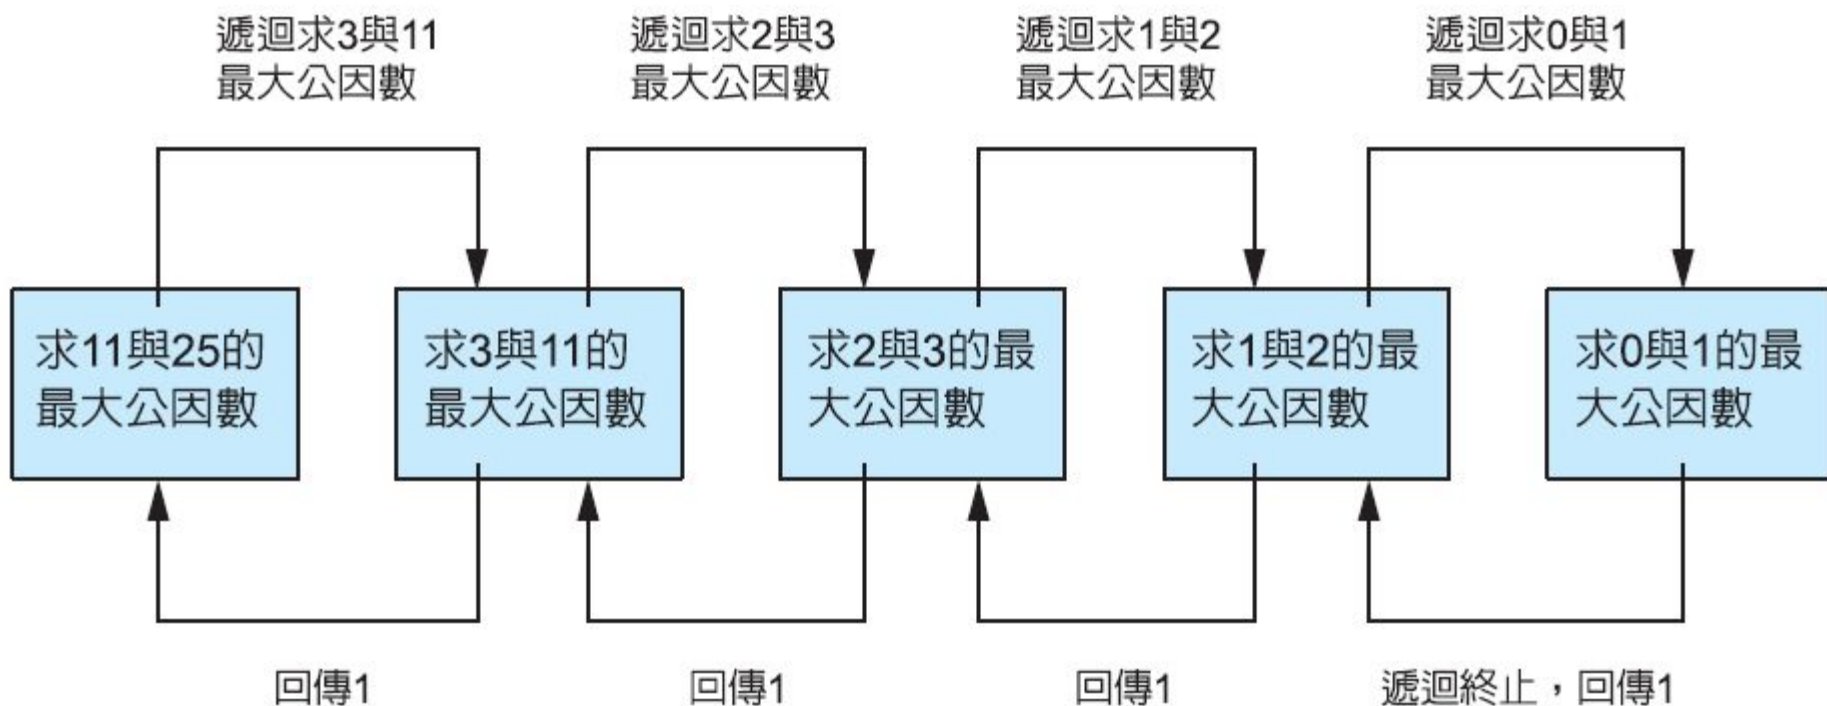 遞迴求3與11
最大公因數
遞迴求2與3
最大公因數
遞迴求1與2
最大公因數
遞迴求0與1
最大公因數
求11與25的
最大公因數
求3與11的
最大公因數
求2與3的最
大公因數
求1與2的最
大公因數
求0與1的最
大公因數
回傳1
回傳1
回傳1
遞迴終止，回傳1